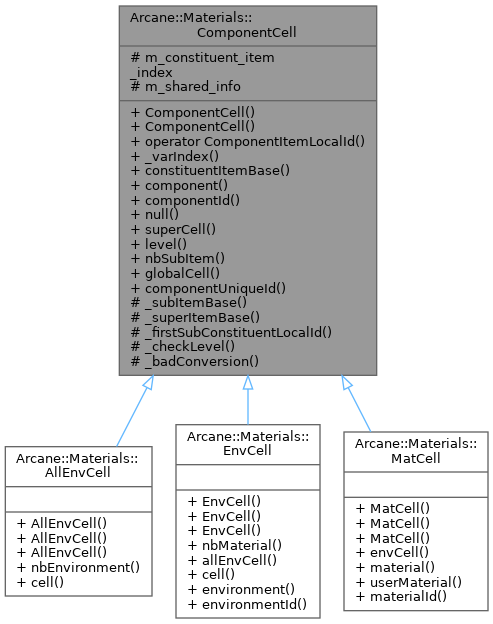 Arcane::Materials::
ComponentCell
# m_constituent_item
_index
# m_shared_info
+ ComponentCell()
+ ComponentCell()
+ operator ComponentItemLocalId()
+ _varIndex()
+ constituentItemBase()
+ component()
+ componentId()
+ null()
+ superCell()
+ level()
+ nbSubItem()
+ globalCell()
+ componentUniqueId()
# _subItemBase()
# _superItemBase()
# _firstSubConstituentLocalId()
# _checkLevel()
# _badConversion()
Arcane::Materials::
AllEnvCell
+ AllEnvCell()
+ AllEnvCell()
+ AllEnvCell()
+ nbEnvironment()
+ cell()
Arcane::Materials::
EnvCell
+ EnvCell()
+ EnvCell()
+ EnvCell()
+ nbMaterial()
+ allEnvCell()
+ cell()
+ environment()
+ environmentId()
Arcane::Materials::
MatCell
+ MatCell()
+ MatCell()
+ MatCell()
+ envCell()
+ material()
+ userMaterial()
+ materialId()